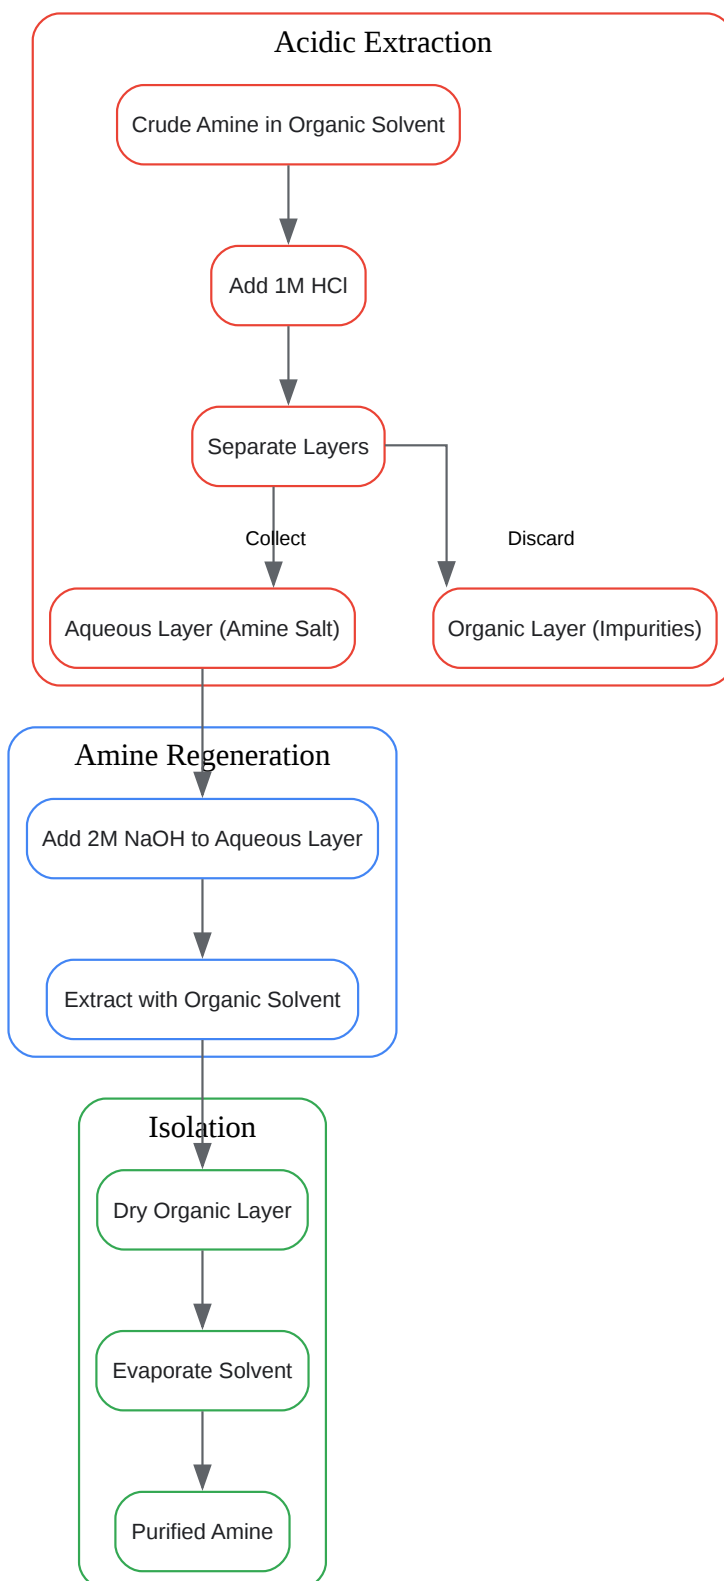 Acidic Extraction
Crude Amine in Organic Solvent
Add 1M HCl
Separate Layers
Collect
Discard
Aqueous Layer (Amine Salt)
Organic Layer (Impurities)
Amine Regeneration
Add 2M NaOH to Aqueous Layer
Extract with Organic Solvent
Isolation
Dry Organic Layer
Evaporate Solvent
Purified Amine